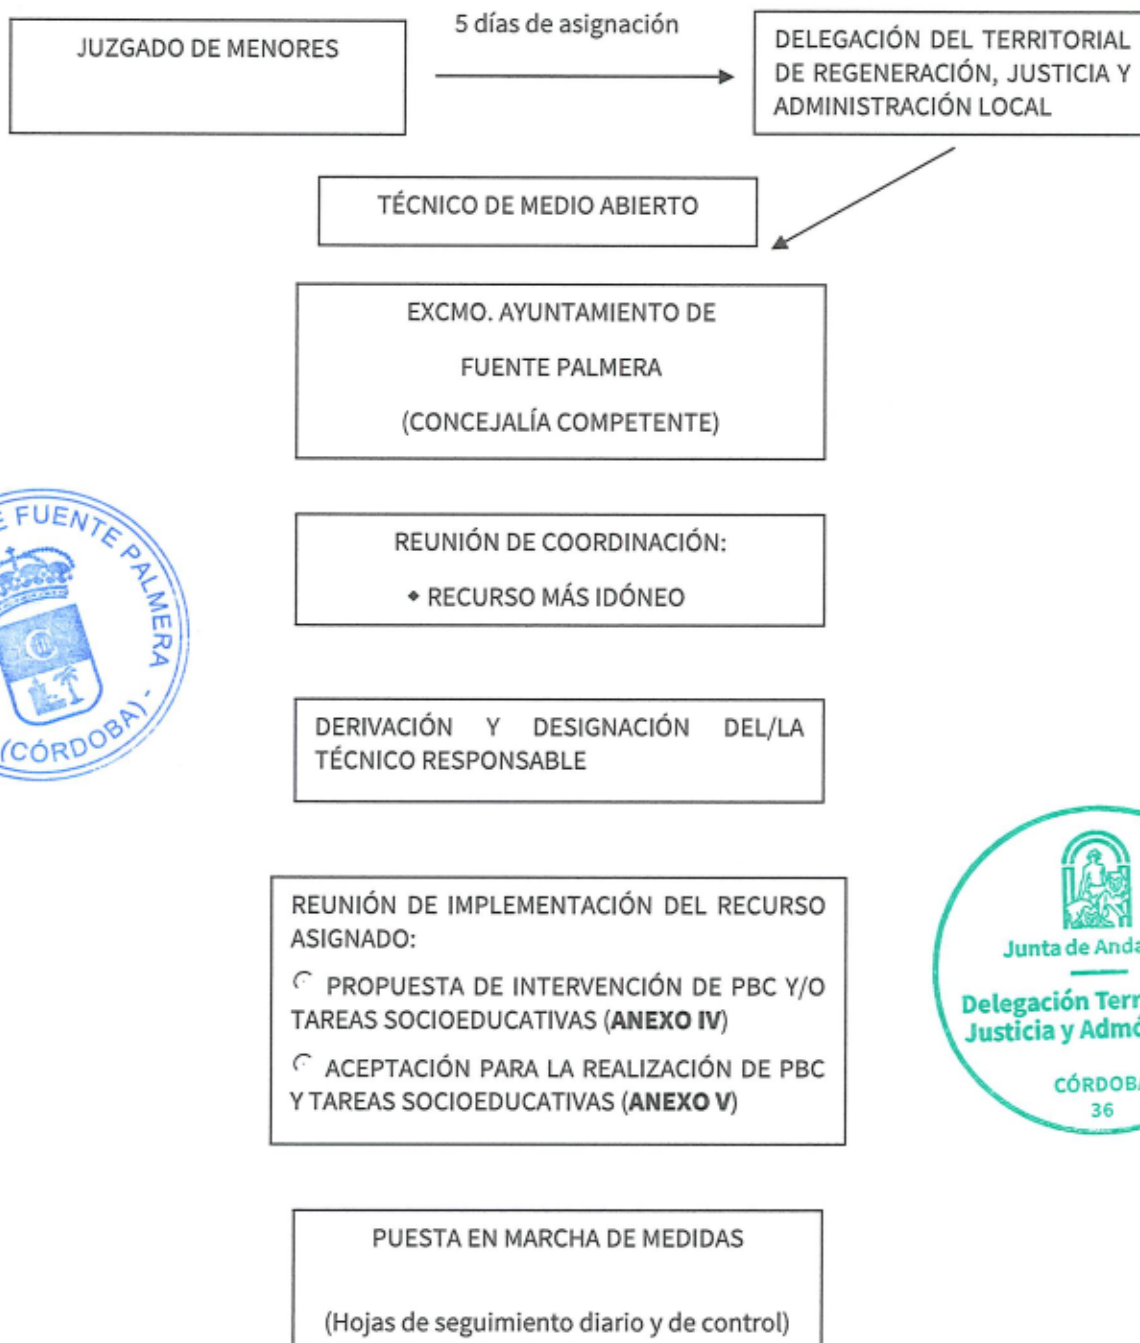 JUZGADO DE MENORES
5 días de asignación
DELEGACIÓN DEL TERRITORIAL
DE REGENERACIÓN, JUSTICIA Y
ADMINISTRACIÓN LOCAL
TÉCNICO DE MEDIO ABIERTO
EXCMO. AYUNTAMIENTO DE
FUENTE PALMERA
(CONCEJALÍA COMPETENTE)
E FUENTE PALMERA
(CÓRDOBA) -
REUNIÓN DE COORDINACIÓN:
◆ RECURSO MÁS IDÓNEO
DERIVACIÓN Y DESIGNACIÓN DEL/LA
TÉCNICO RESPONSABLE
REUNIÓN DE IMPLEMENTACIÓN DEL RECURSO
ASIGNADO:
PROPUESTA DE INTERVENCIÓN DE PBC Y/O
TAREAS SOCIOEDUCATIVAS (ANEXO IV)
ACEPTACIÓN PARA LA REALIZACIÓN DE PBC
Y TAREAS SOCIOEDUCATIVAS (ANEXO V)
Junta de Anda
Delegación Terr
Justicia y Admó
CÓRDOBA
36
PUESTA EN MARCHA DE MEDIDAS
(Hojas de seguimiento diario y de control)